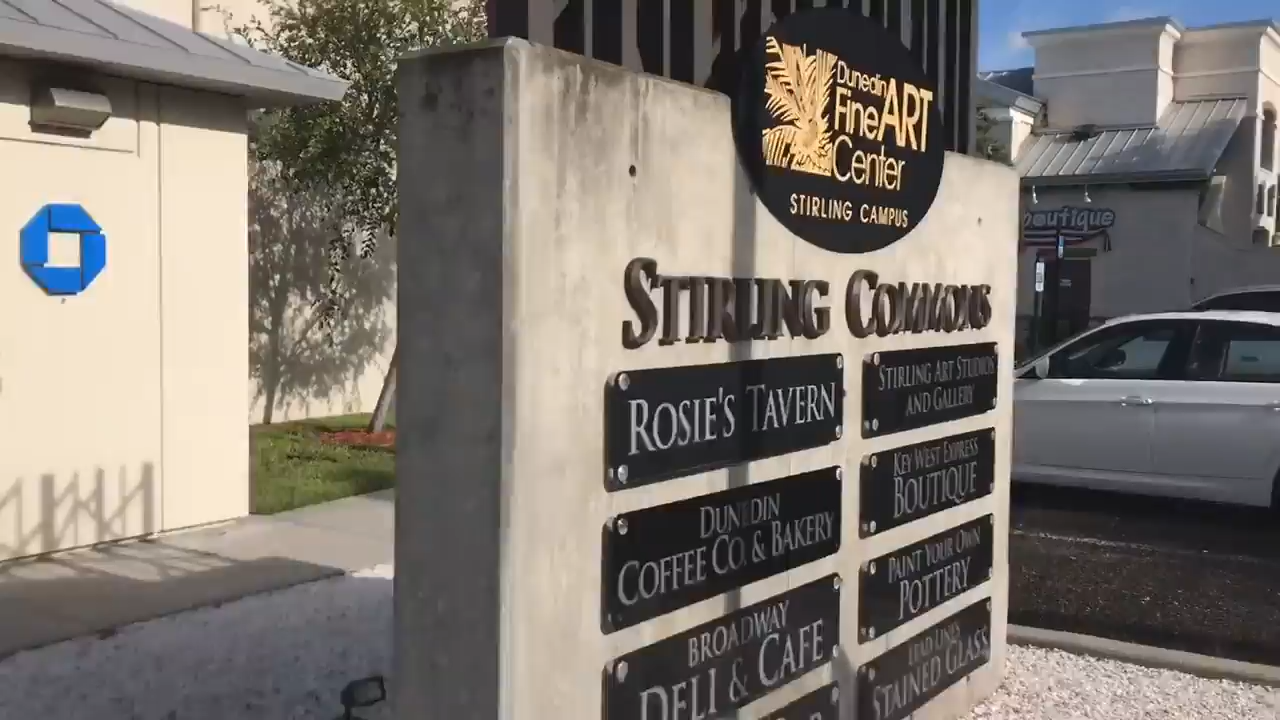 Dunedin
Fine ART
Center
STIRLING CAMPUS
boutique
STIRLING COMMONS
ROSIE'S TAVERN
STIRLING ART STUDIOS
AND GALLERY
DUNEDIN
COFFEE CO. & BAKERY
KEY WEST EXPRESS
BOUTIQUE
BROADWAY
DELI & CAFE
PAINT YOUR OWN
POTTERY
LEAD LINES
STAINED GLASS